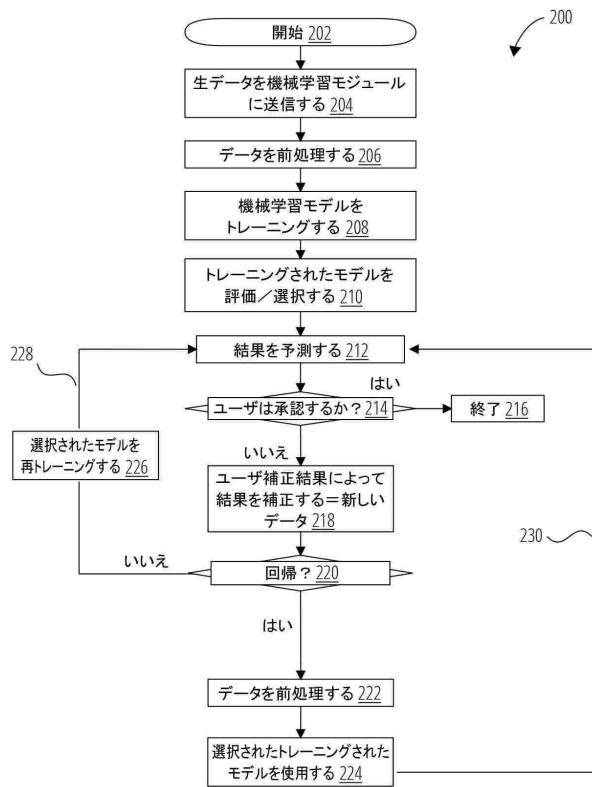 200
開始 202
生データを機械学習モジュール
に送信する 204
データを前処理する 206
機械学習モデルを
トレーニングする 208
トレーニングされたモデルを
評価／選択する 210
228
結果を予測する 212
はい
ユーザは承認するか？ 214
終了 216
いいえ
選択されたモデルを
再トレーニングする 226
ユーザ補正結果によって
結果を補正する＝新しい
データ 218
230
いいえ
回帰？ 220
はい
データを前処理する 222
選択されたトレーニングされた
モデルを使用する 224